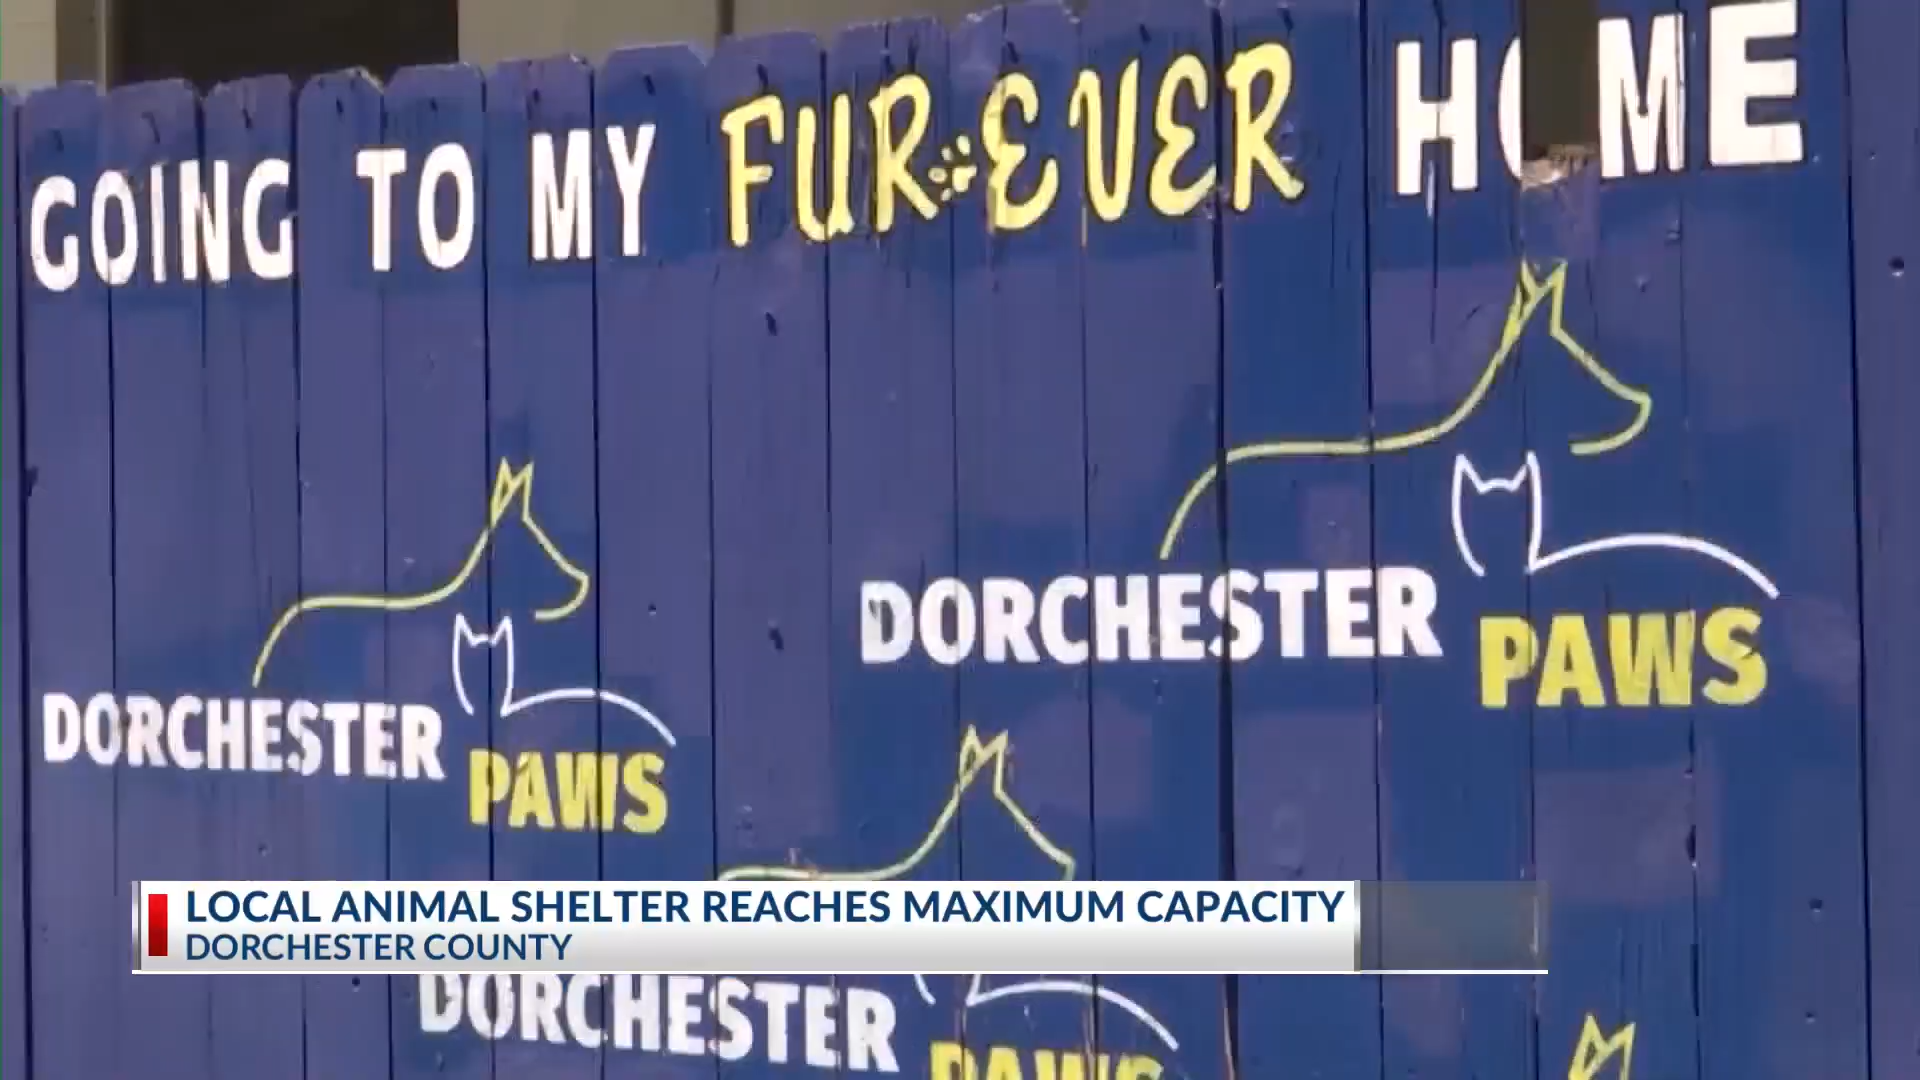 GOING TO MY FUR-EVER HOME
DORCHESTER PAWS
DORCHESTER PAWS
LOCAL ANIMAL SHELTER REACHES MAXIMUM CAPACITY
DORCHESTER COUNTY
DORCHESTER PAWS